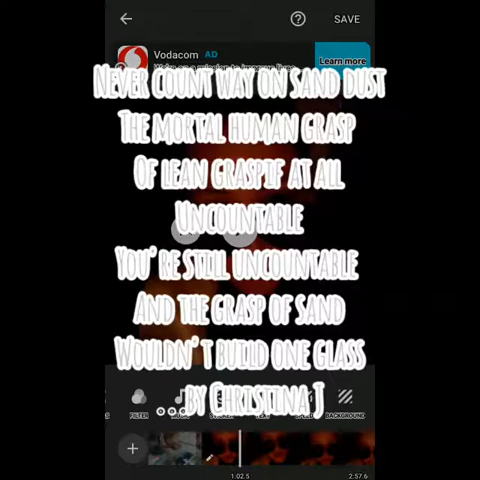 SAVE
Vodacom AD
Learn more
NEVER COUNT WAY ON SAND DUST
THE MORTAL HUMAN GRASP
OF LEAN GRASPIF AT ALL
UNCOUNTABLE
YOU'RE STILL UNCOUNTABLE
AND THE GRASP OF SAND
WOULDN'T BUILD ONE GLASS
...BY CHRISTINA J
FILTER BACKGROUND
1:02.5 2:57.6